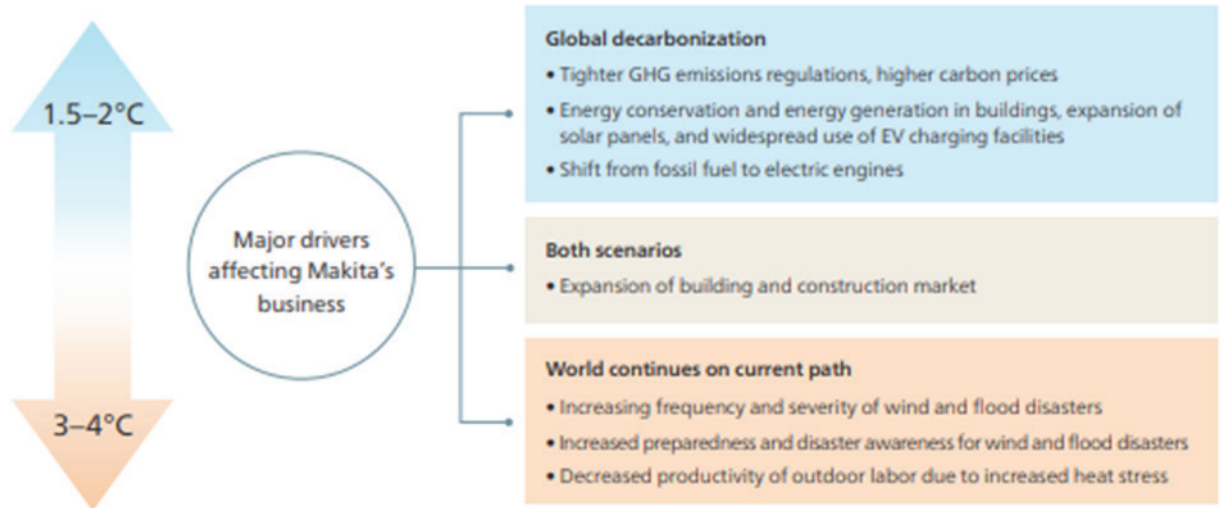 1.5–2°C
3–4°C
Major drivers
affecting Makita's
business
Global decarbonization
• Tighter GHG emissions regulations, higher carbon prices
• Energy conservation and energy generation in buildings, expansion of
solar panels, and widespread use of EV charging facilities
• Shift from fossil fuel to electric engines
Both scenarios
• Expansion of building and construction market
World continues on current path
• Increasing frequency and severity of wind and flood disasters
• Increased preparedness and disaster awareness for wind and flood disasters
• Decreased productivity of outdoor labor due to increased heat stress